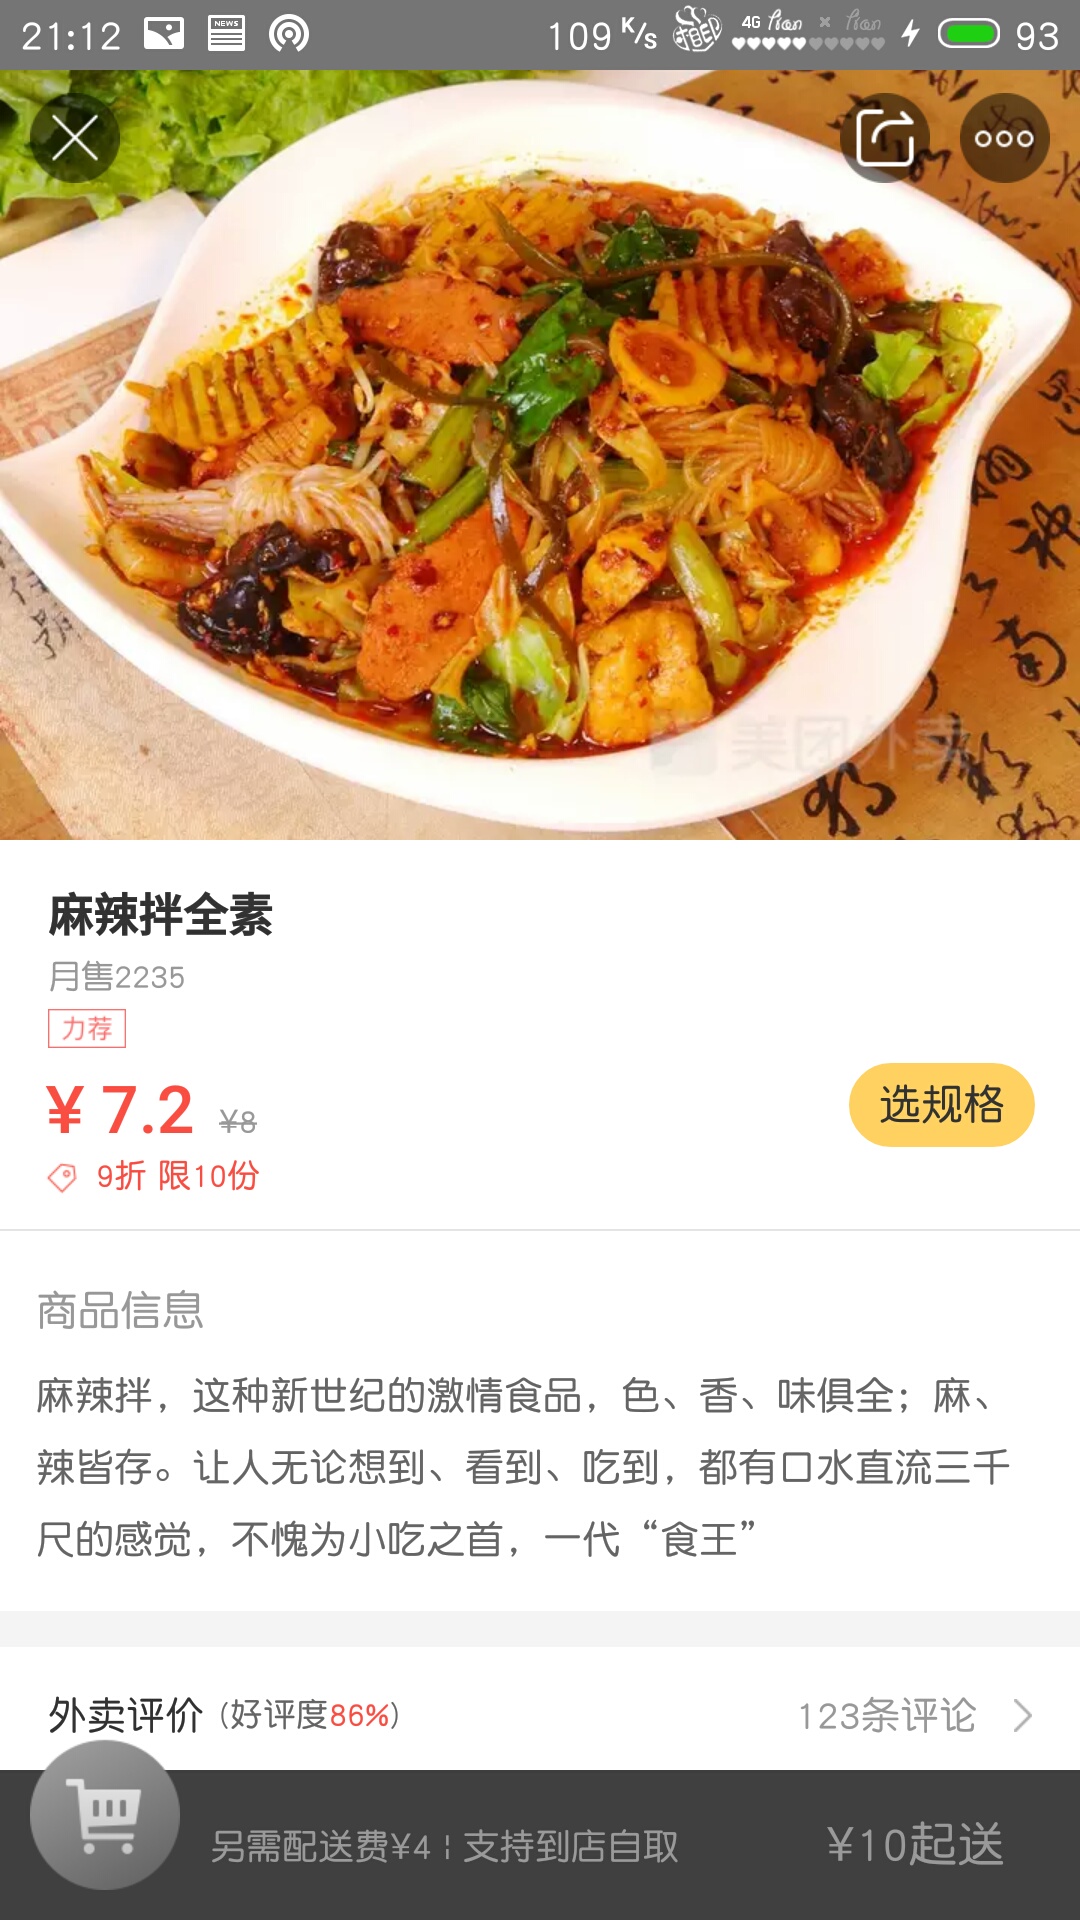 21:12 NEWS 109 K/s 4G 93
美团外卖
麻辣拌全素
月售2235
力荐
¥ 7.2 ¥8
选规格
9折 限10份
商品信息
麻辣拌，这种新世纪的激情食品，色、香、味俱全；麻、
辣皆存。让人无论想到、看到、吃到，都有口水直流三千
尺的感觉，不愧为小吃之首，一代“食王”
外卖评价 (好评度86%) 123条评论
另需配送费¥4 ¦ 支持到店自取 ¥10起送